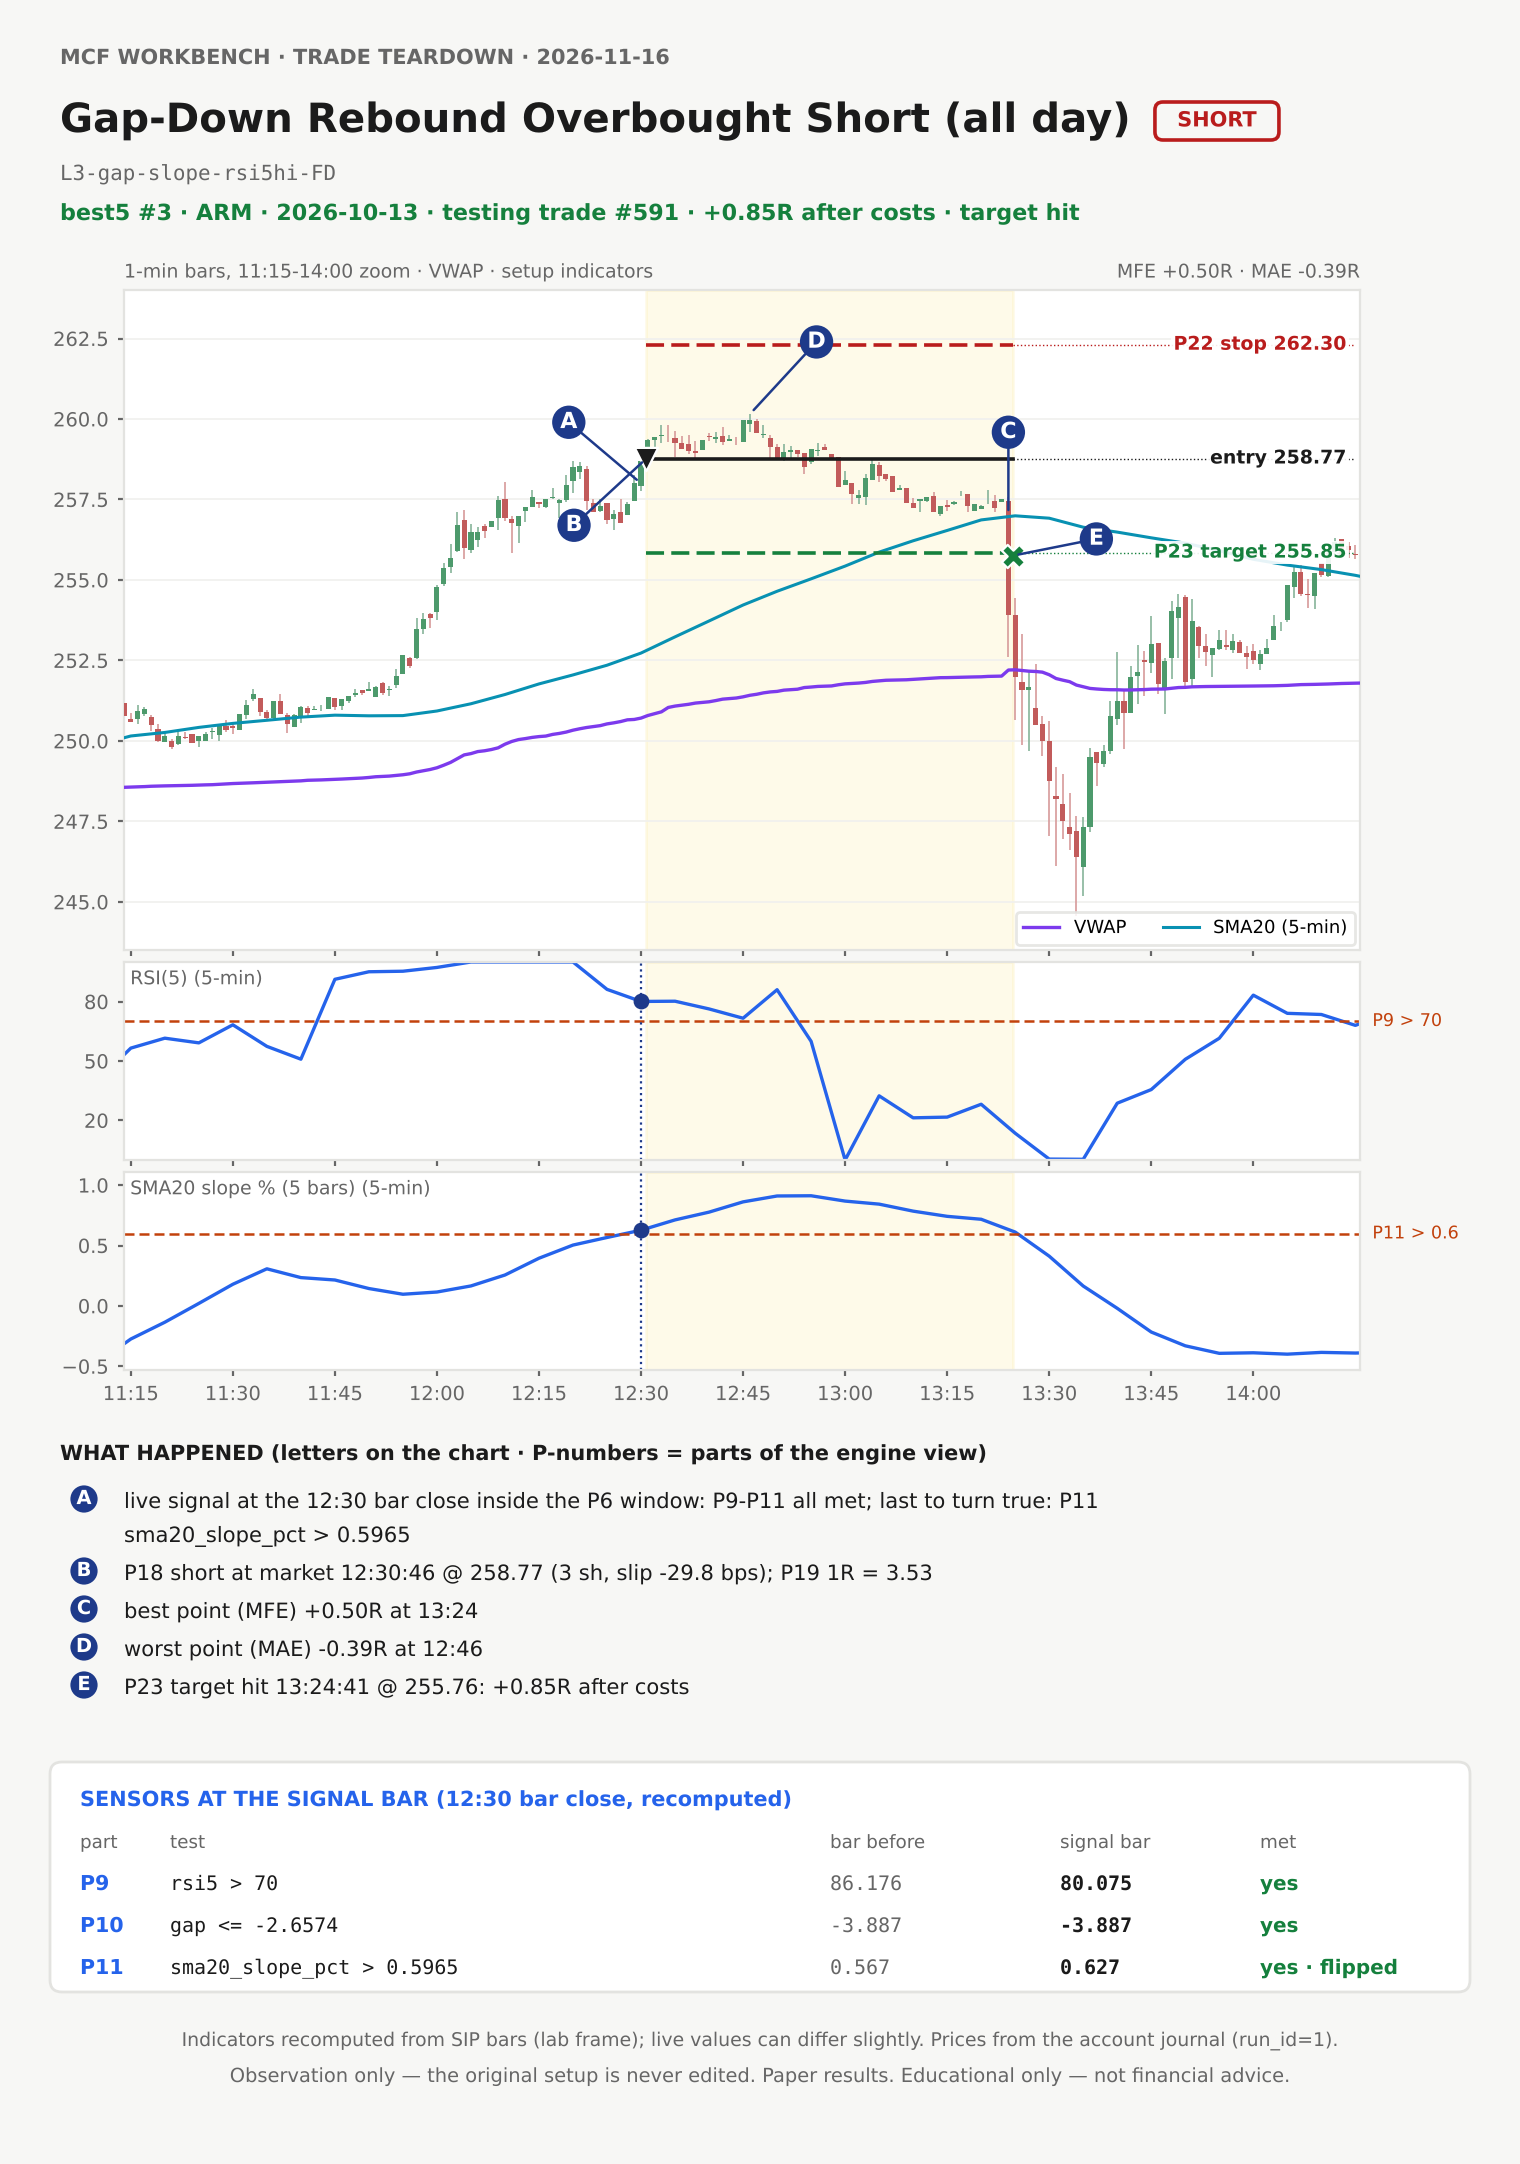 MCF WORKBENCH · TRADE TEARDOWN · 2026-11-16
Gap-Down Rebound Overbought Short (all day) SHORT
L3-gap-slope-rsi5hi-FD
best5 #3 · ARM · 2026-10-13 · testing trade #591 · +0.85R after costs · target hit
1-min bars, 11:15-14:00 zoom · VWAP · setup indicators MFE +0.50R · MAE -0.39R
262.5
260.0
257.5
255.0
252.5
250.0
247.5
245.0
D
P22 stop 262.30
A
C
entry 258.77
B
E
P23 target 255.85
VWAP SMA20 (5-min)
RSI(5) (5-min)
80
50
20
P9 > 70
SMA20 slope % (5 bars) (5-min)
1.0
0.5
0.0
−0.5
P11 > 0.6
11:15 11:30 11:45 12:00 12:15 12:30 12:45 13:00 13:15 13:30 13:45 14:00
WHAT HAPPENED (letters on the chart · P-numbers = parts of the engine view)
A live signal at the 12:30 bar close inside the P6 window: P9-P11 all met; last to turn true: P11
sma20_slope_pct > 0.5965
B P18 short at market 12:30:46 @ 258.77 (3 sh, slip -29.8 bps); P19 1R = 3.53
C best point (MFE) +0.50R at 13:24
D worst point (MAE) -0.39R at 12:46
E P23 target hit 13:24:41 @ 255.76: +0.85R after costs
SENSORS AT THE SIGNAL BAR (12:30 bar close, recomputed)
part test bar before signal bar met
P9 rsi5 > 70 86.176 80.075 yes
P10 gap <= -2.6574 -3.887 -3.887 yes
P11 sma20_slope_pct > 0.5965 0.567 0.627 yes · flipped
Indicators recomputed from SIP bars (lab frame); live values can differ slightly. Prices from the account journal (run_id=1).
Observation only — the original setup is never edited. Paper results. Educational only — not financial advice.